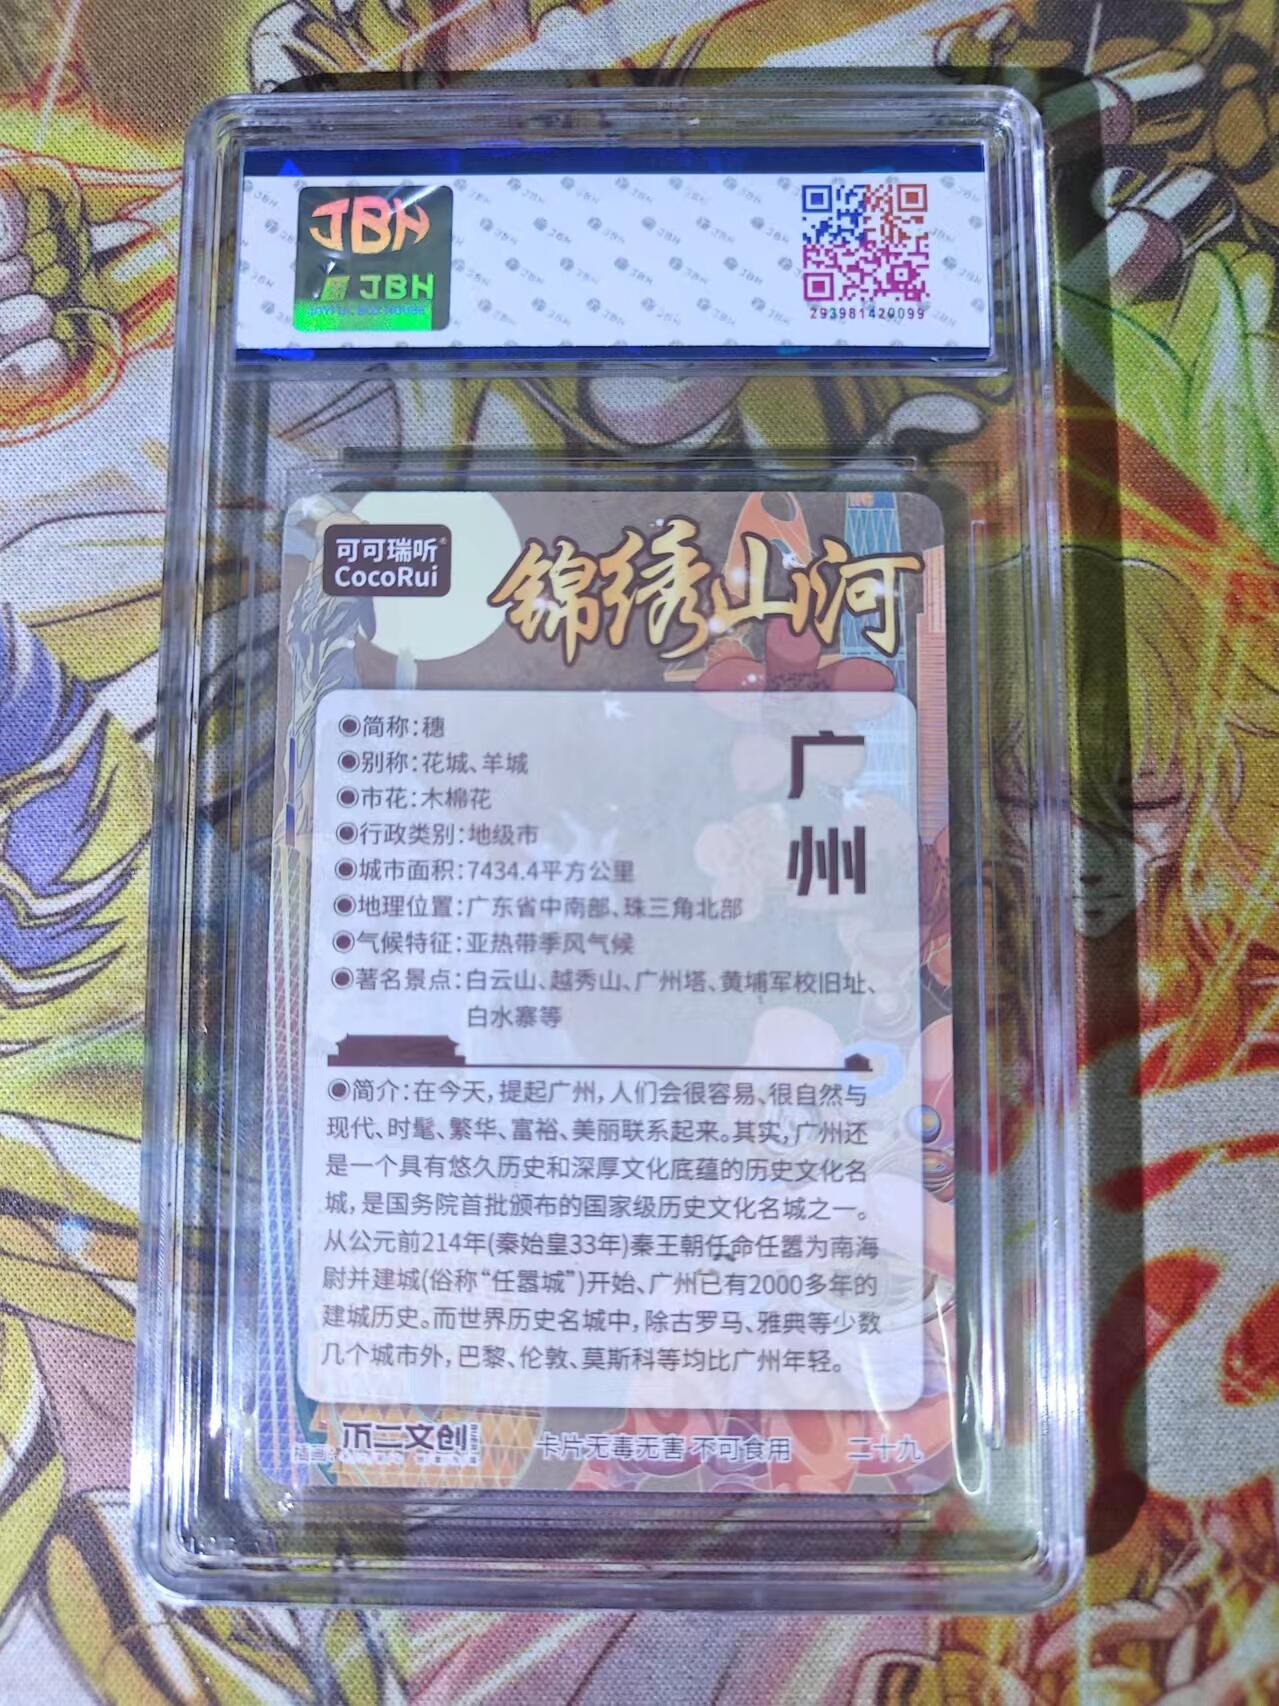 JBH
JBH
JOYFUL BOX HOUSE
293981420099
可可瑞听®
CocoRui
锦绣山河
广州
◉简称:穗
◉别称:花城、羊城
◉市花:木棉花
◉行政类别:地级市
◉城市面积:7434.4平方公里
◉地理位置:广东省中南部、珠三角北部
◉气候特征:亚热带季风气候
◉著名景点:白云山、越秀山、广州塔、黄埔军校旧址、
白水寨等
◉简介:在今天,提起广州,人们会很容易、很自然与
现代、时髦、繁华、富裕、美丽联系起来。其实,广州还
是一个具有悠久历史和深厚文化底蕴的历史文化名
城,是国务院首批颁布的国家级历史文化名城之一。
从公元前214年(秦始皇33年)秦王朝任命任嚣为南海
尉并建城(俗称“任嚣城”)开始、广州已有2000多年的
建城历史。而世界历史名城中,除古罗马、雅典等少数
几个城市外,巴黎、伦敦、莫斯科等均比广州年轻。
插画:不二文创
卡片无毒无害 不可食用
二十九